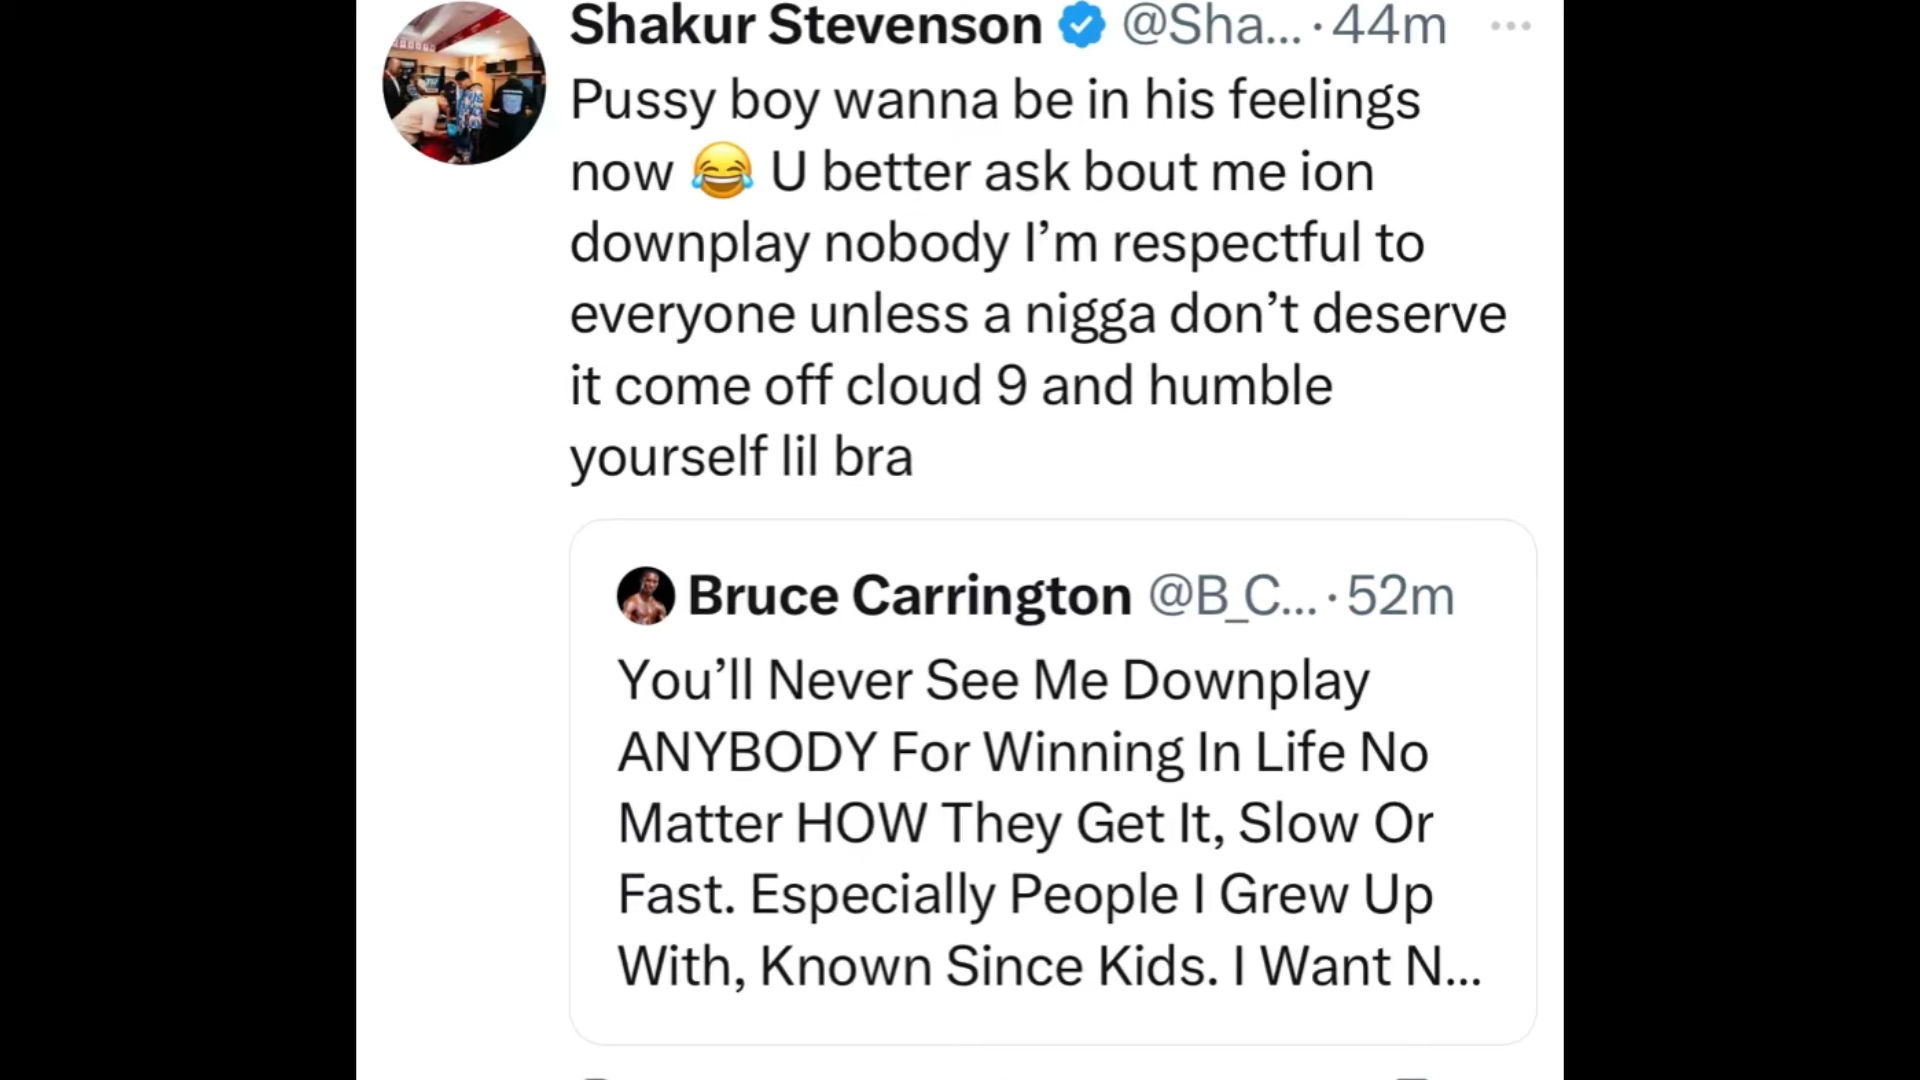 Shakur Stevenson @Sha... · 44m
Pussy boy wanna be in his feelings
now 😂 U better ask bout me ion
downplay nobody I’m respectful to
everyone unless a nigga don’t deserve
it come off cloud 9 and humble
yourself lil bra
Bruce Carrington @B_C... · 52m
You’ll Never See Me Downplay
ANYBODY For Winning In Life No
Matter HOW They Get It, Slow Or
Fast. Especially People I Grew Up
With, Known Since Kids. I Want N...